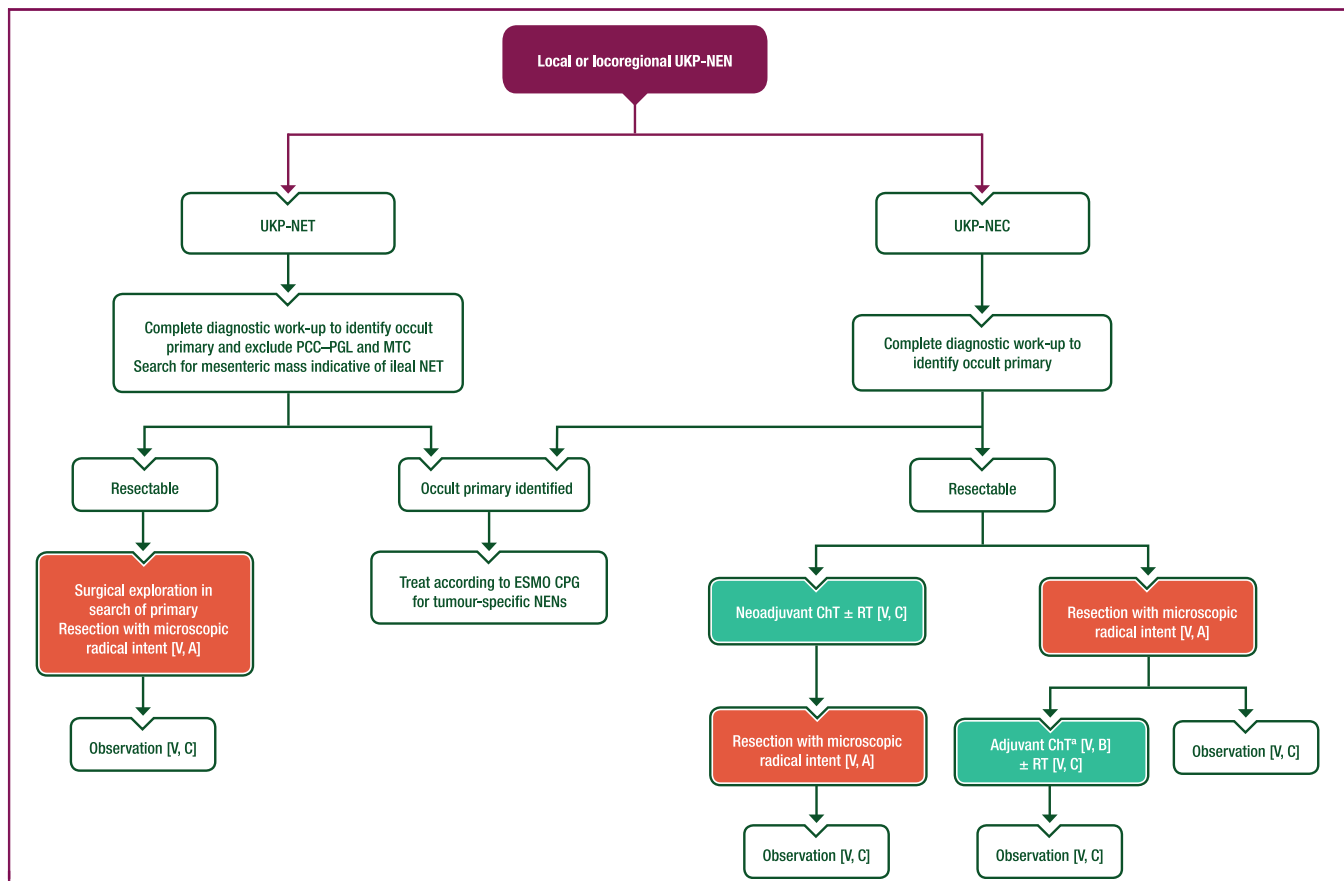 Local or locoregional UKP-NEN
UKP-NET
UKP-NEC
Complete diagnostic work-up to identify occult
primary and exclude PCC–PGL and MTC
Search for mesenteric mass indicative of ileal NET
Complete diagnostic work-up to
identify occult primary
Resectable
Occult primary identified
Resectable
Surgical exploration in
search of primary
Resection with microscopic
radical intent [V, A]
Treat according to ESMO CPG
for tumour-specific NENs
Neoadjuvant ChT ± RT [V, C]
Resection with microscopic
radical intent [V, A]
Observation [V, C]
Resection with microscopic
radical intent [V, A]
Adjuvant ChTᵃ [V, B]
± RT [V, C]
Observation [V, C]
Observation [V, C]
Observation [V, C]